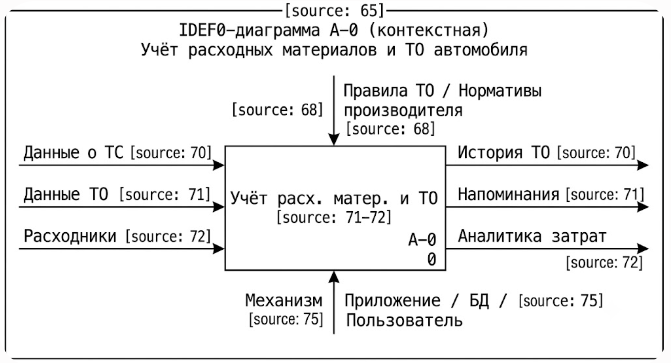 [source: 65]
IDEF0-диаграмма A-0 (контекстная)
Учёт расходных материалов и ТО автомобиля
Правила ТО / Нормативы
[source: 68] производителя
[source: 68]
Данные о ТС [source: 70]
История ТО [source: 70]
Данные ТО [source: 71]
Учёт расх. матер. и ТО
Напоминания [source: 71]
[source: 71-72]
Расходники [source: 72]
A-0
Аналитика затрат
0
[source: 72]
Механизм
Приложение / БД / [source: 75]
[source: 75]
Пользователь